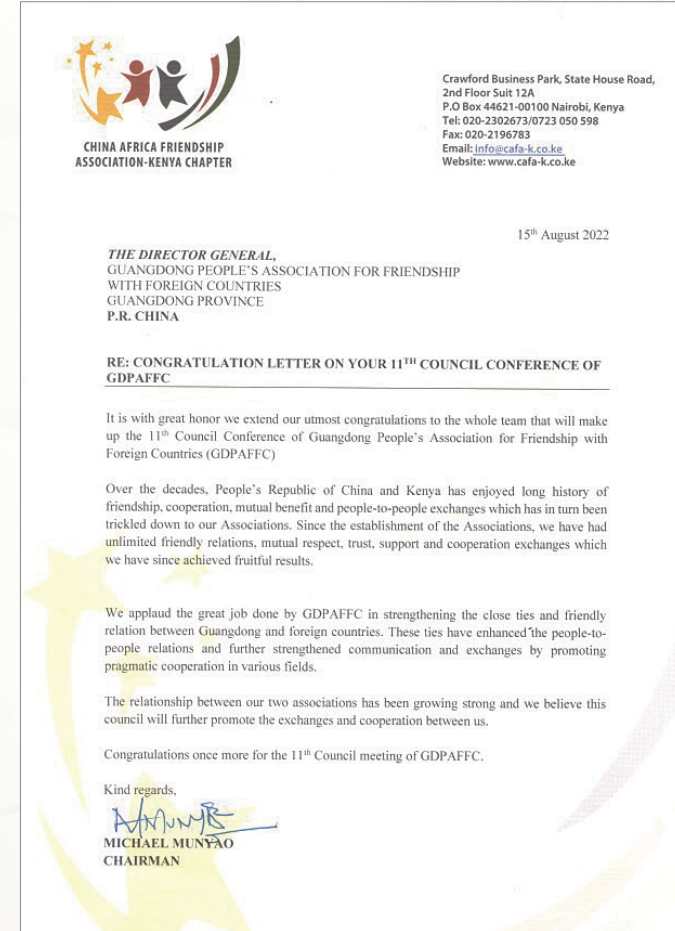 CHINA AFRICA FRIENDSHIP
ASSOCIATION-KENYA CHAPTER
Crawford Business Park, State House Road,
2nd Floor Suit 12A
P.O Box 44621-00100 Nairobi, Kenya
Tel: 020-2302673/0723 050 598
Fax: 020-2196783
Email: info@cafa-k.co.ke
Website: www.cafa-k.co.ke
15th August 2022
THE DIRECTOR GENERAL,
GUANGDONG PEOPLE'S ASSOCIATION FOR FRIENDSHIP
WITH FOREIGN COUNTRIES
GUANGDONG PROVINCE
P.R. CHINA
RE: CONGRATULATION LETTER ON YOUR 11TH COUNCIL CONFERENCE OF
GDPAFFC
It is with great honor we extend our utmost congratulations to the whole team that will make
up the 11th Council Conference of Guangdong People's Association for Friendship with
Foreign Countries (GDPAFFC)
Over the decades, People's Republic of China and Kenya has enjoyed long history of
friendship, cooperation, mutual benefit and people-to-people exchanges which has in turn been
trickled down to our Associations. Since the establishment of the Associations, we have had
unlimited friendly relations, mutual respect, trust, support and cooperation exchanges which
we have since achieved fruitful results.
We applaud the great job done by GDPAFFC in strengthening the close ties and friendly
relation between Guangdong and foreign countries. These ties have enhanced the people-to-
people relations and further strengthened communication and exchanges by promoting
pragmatic cooperation in various fields.
The relationship between our two associations has been growing strong and we believe this
council will further promote the exchanges and cooperation between us.
Congratulations once more for the 11th Council meeting of GDPAFFC.
Kind regards,
MICHAEL MUNYAO
CHAIRMAN